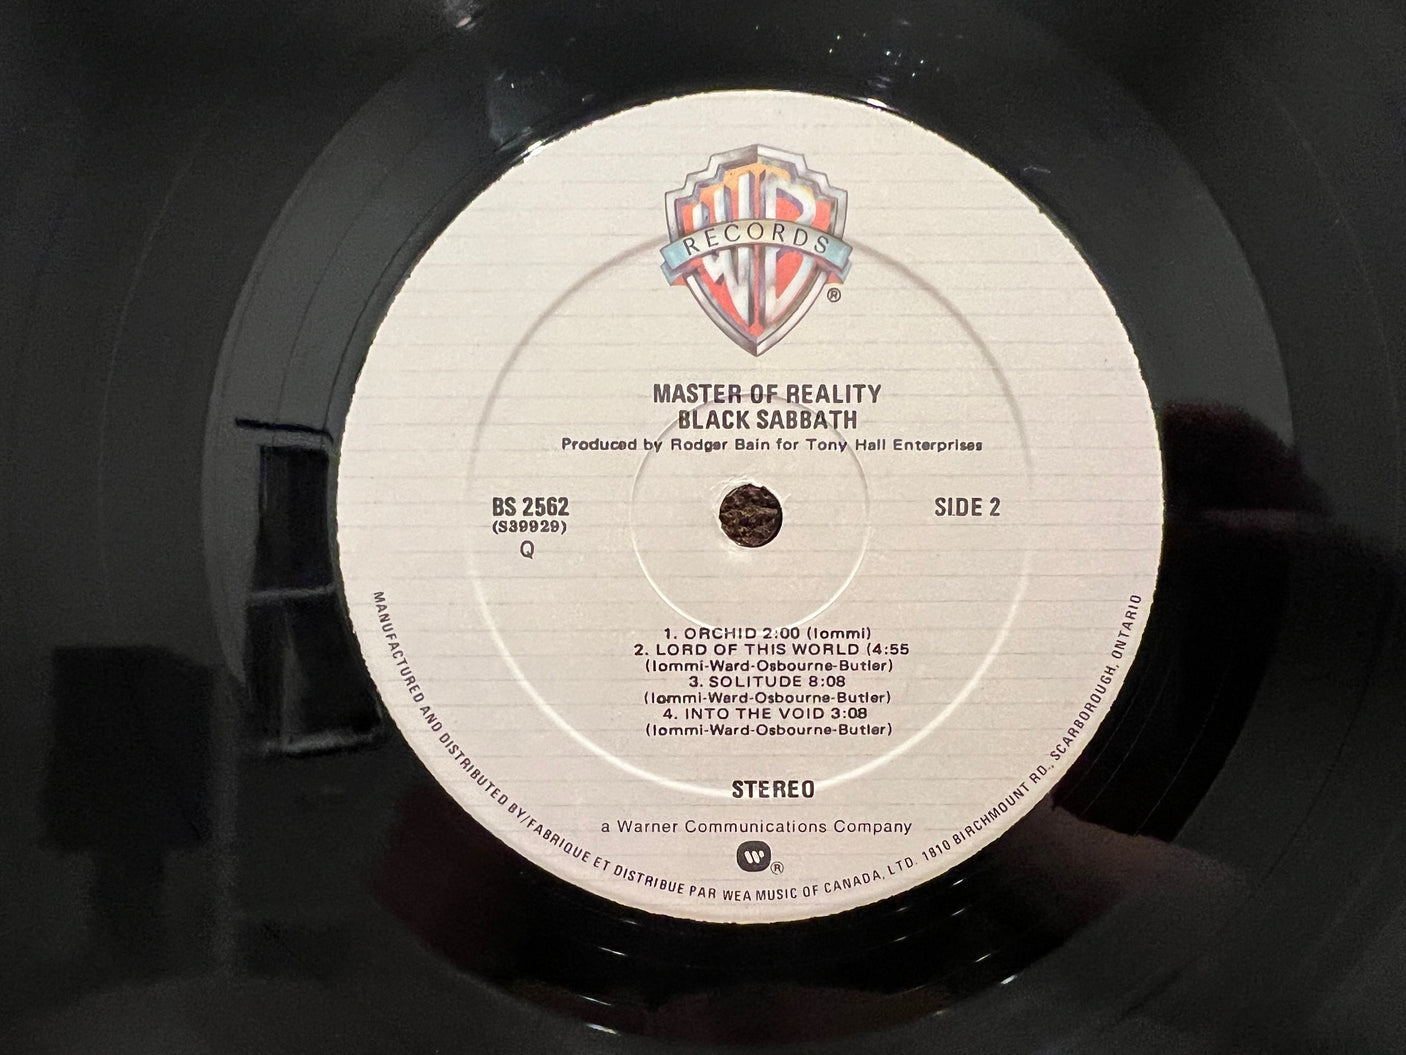 WB
RECORDS
®
MASTER OF REALITY
BLACK SABBATH
Produced by Rodger Bain for Tony Hall Enterprises
BS 2562
(S39929)
Q
SIDE 2
1. ORCHID 2:00 (Iommi)
2. LORD OF THIS WORLD (4:55
(Iommi-Ward-Osbourne-Butler)
3. SOLITUDE 8:08
(Iommi-Ward-Osbourne-Butler)
4. INTO THE VOID 3:08
(Iommi-Ward-Osbourne-Butler)
STEREO
a Warner Communications Company
W ®
MANUFACTURED AND DISTRIBUTED BY/FABRIQUE ET DISTRIBUE PAR WEA MUSIC OF CANADA, LTD. 1810 BIRCHMOUNT RD., SCARBOROUGH, ONTARIO